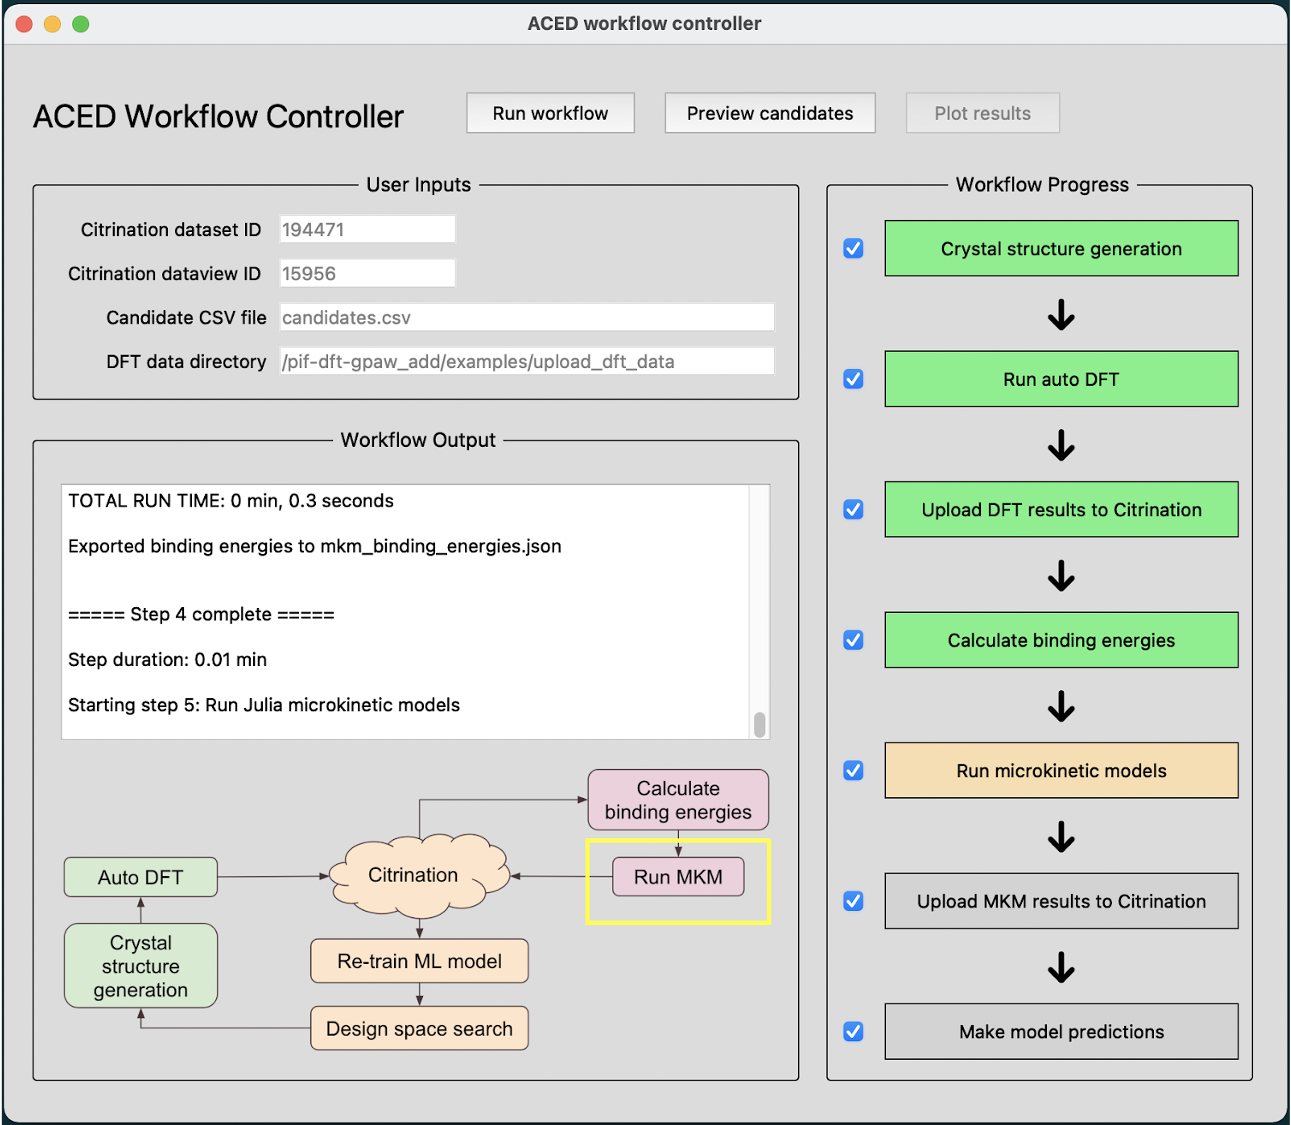 ACED workflow controller
ACED Workflow Controller
Run workflow
Preview candidates
Plot results
User Inputs
Citrination dataset ID
194471
Citrination dataview ID
15956
Candidate CSV file
candidates.csv
DFT data directory
/pif-dft-gpaw_add/examples/upload_dft_data
Workflow Output
TOTAL RUN TIME: 0 min, 0.3 seconds
Exported binding energies to mkm_binding_energies.json
===== Step 4 complete =====
Step duration: 0.01 min
Starting step 5: Run Julia microkinetic models
Calculate
binding energies
Run MKM
Citrination
Auto DFT
Crystal
structure
generation
Re-train ML model
Design space search
Workflow Progress
Crystal structure generation
Run auto DFT
Upload DFT results to Citrination
Calculate binding energies
Run microkinetic models
Upload MKM results to Citrination
Make model predictions